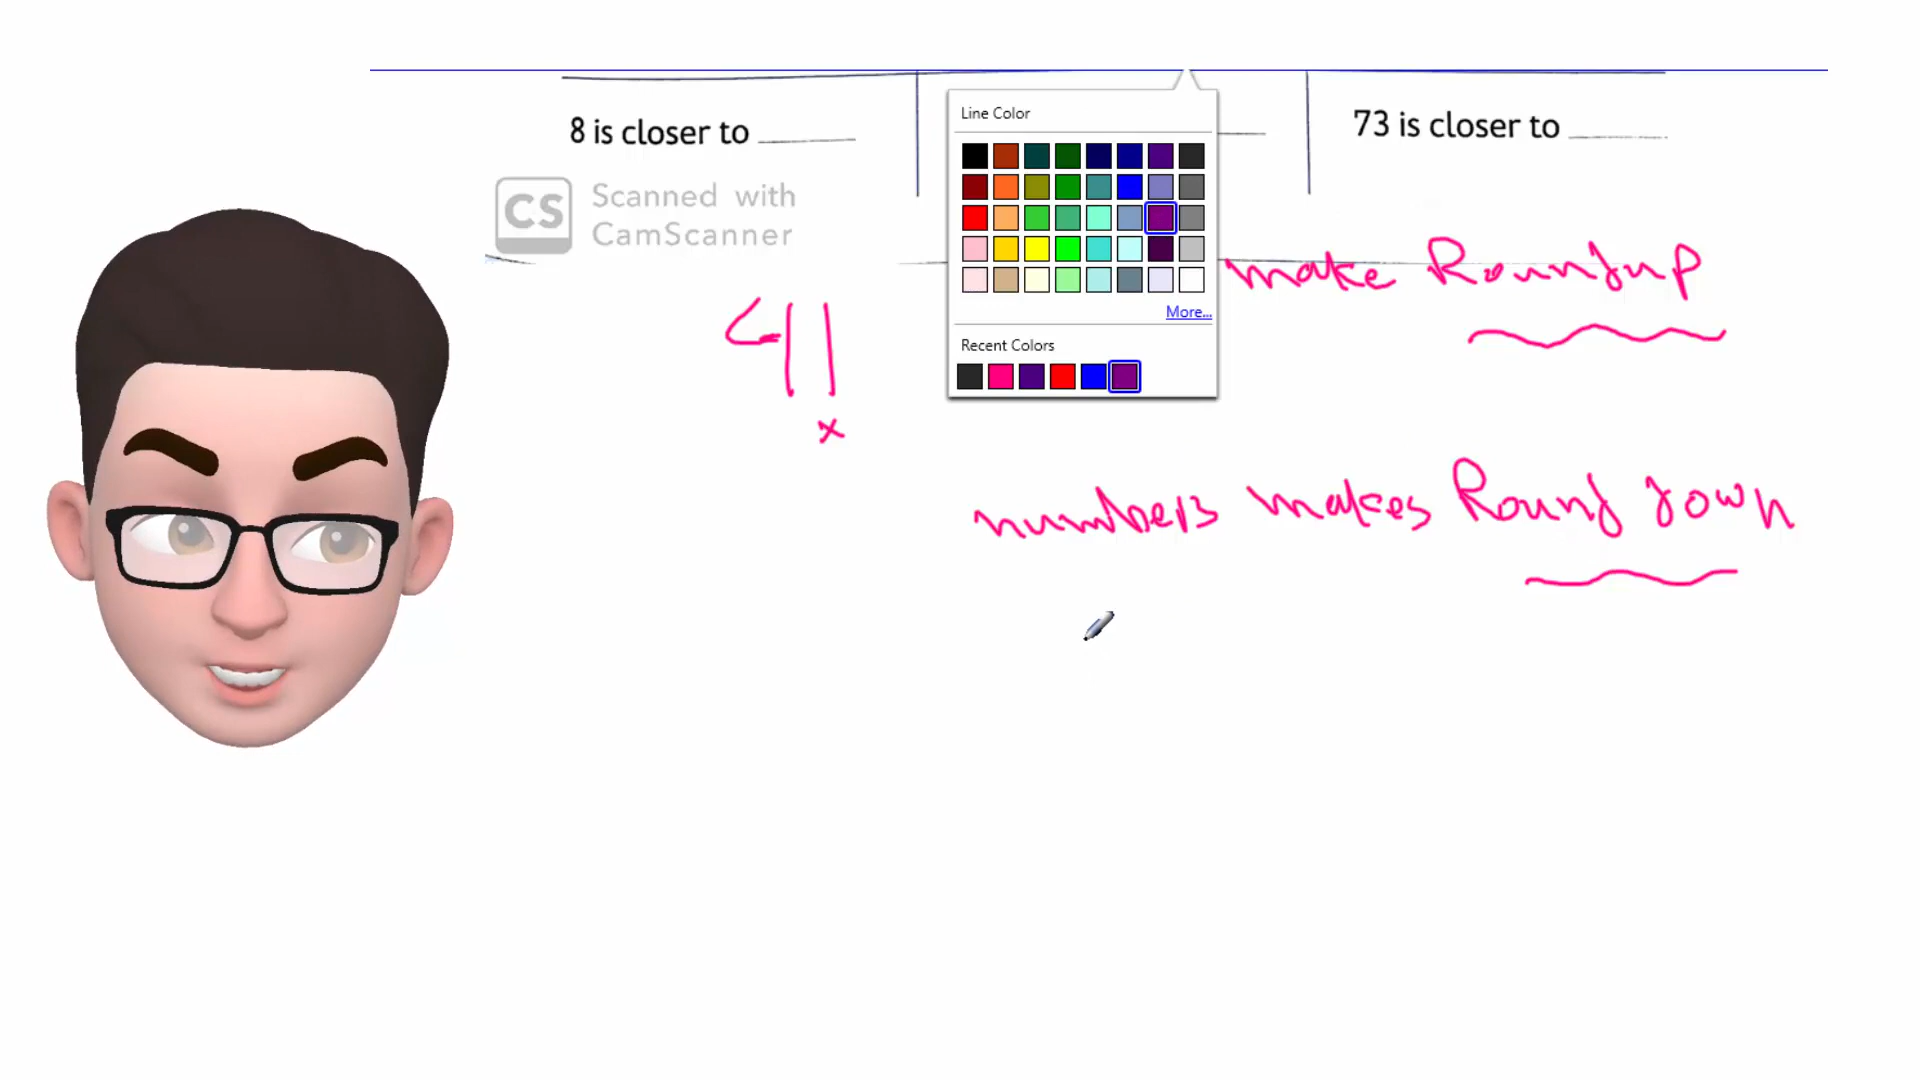 Line Color
8 is closer to
73 is closer to
CS Scanned with
CamScanner
make Roundup
More...
Recent Colors
x
numbers makes Round down